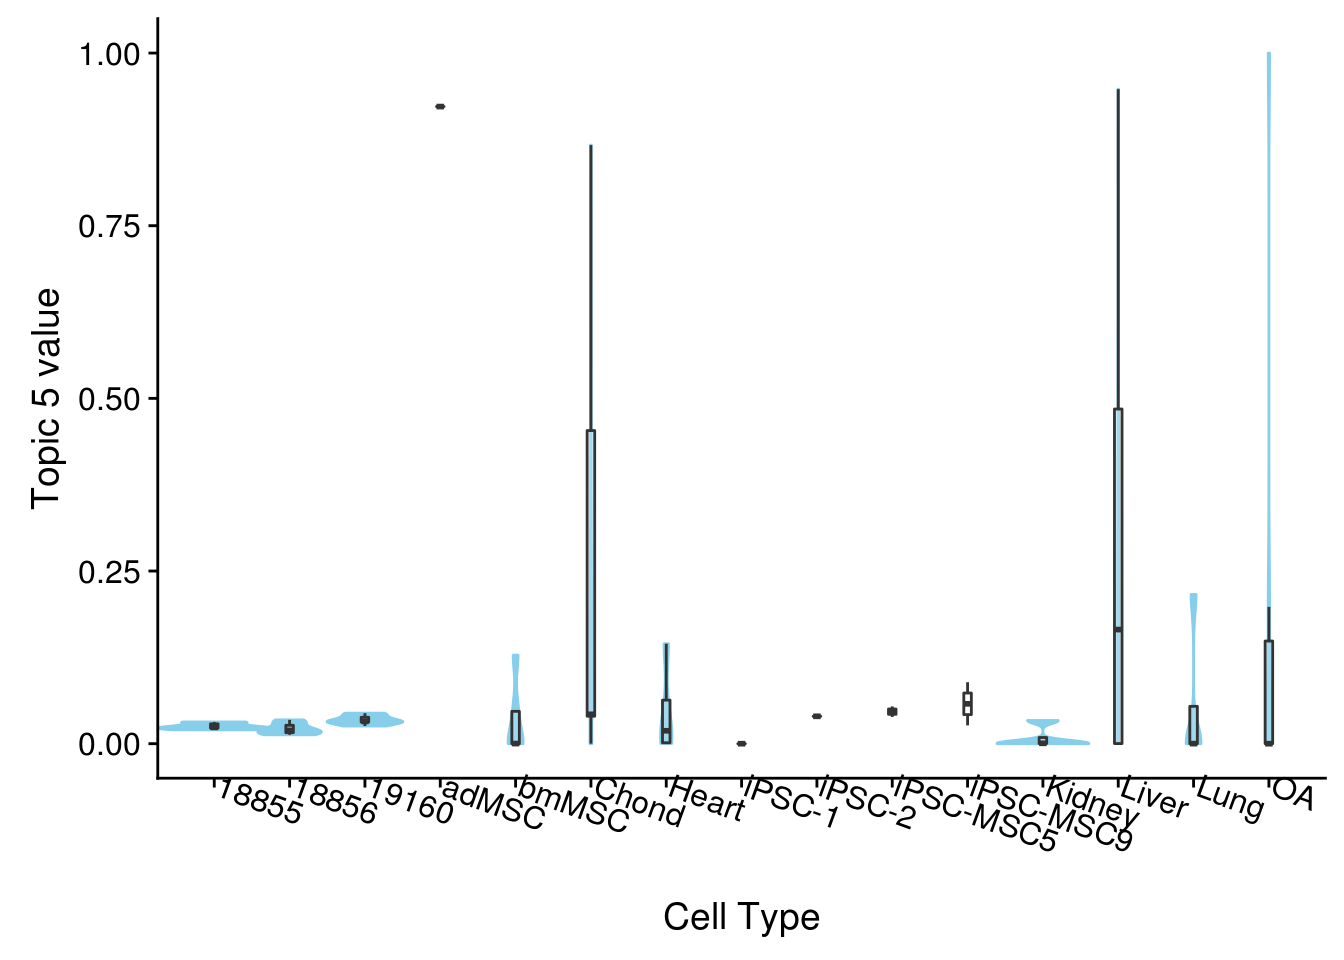 1.00
0.75
0.50
0.25
0.00
Topic 5 value
18855
18856
19160
adMSC
bmMSC
Chond
Heart
iPSC-1
iPSC-2
iPSC-MSC5
iPSC-MSC9
Kidney
Liver
Lung
OA
Cell Type